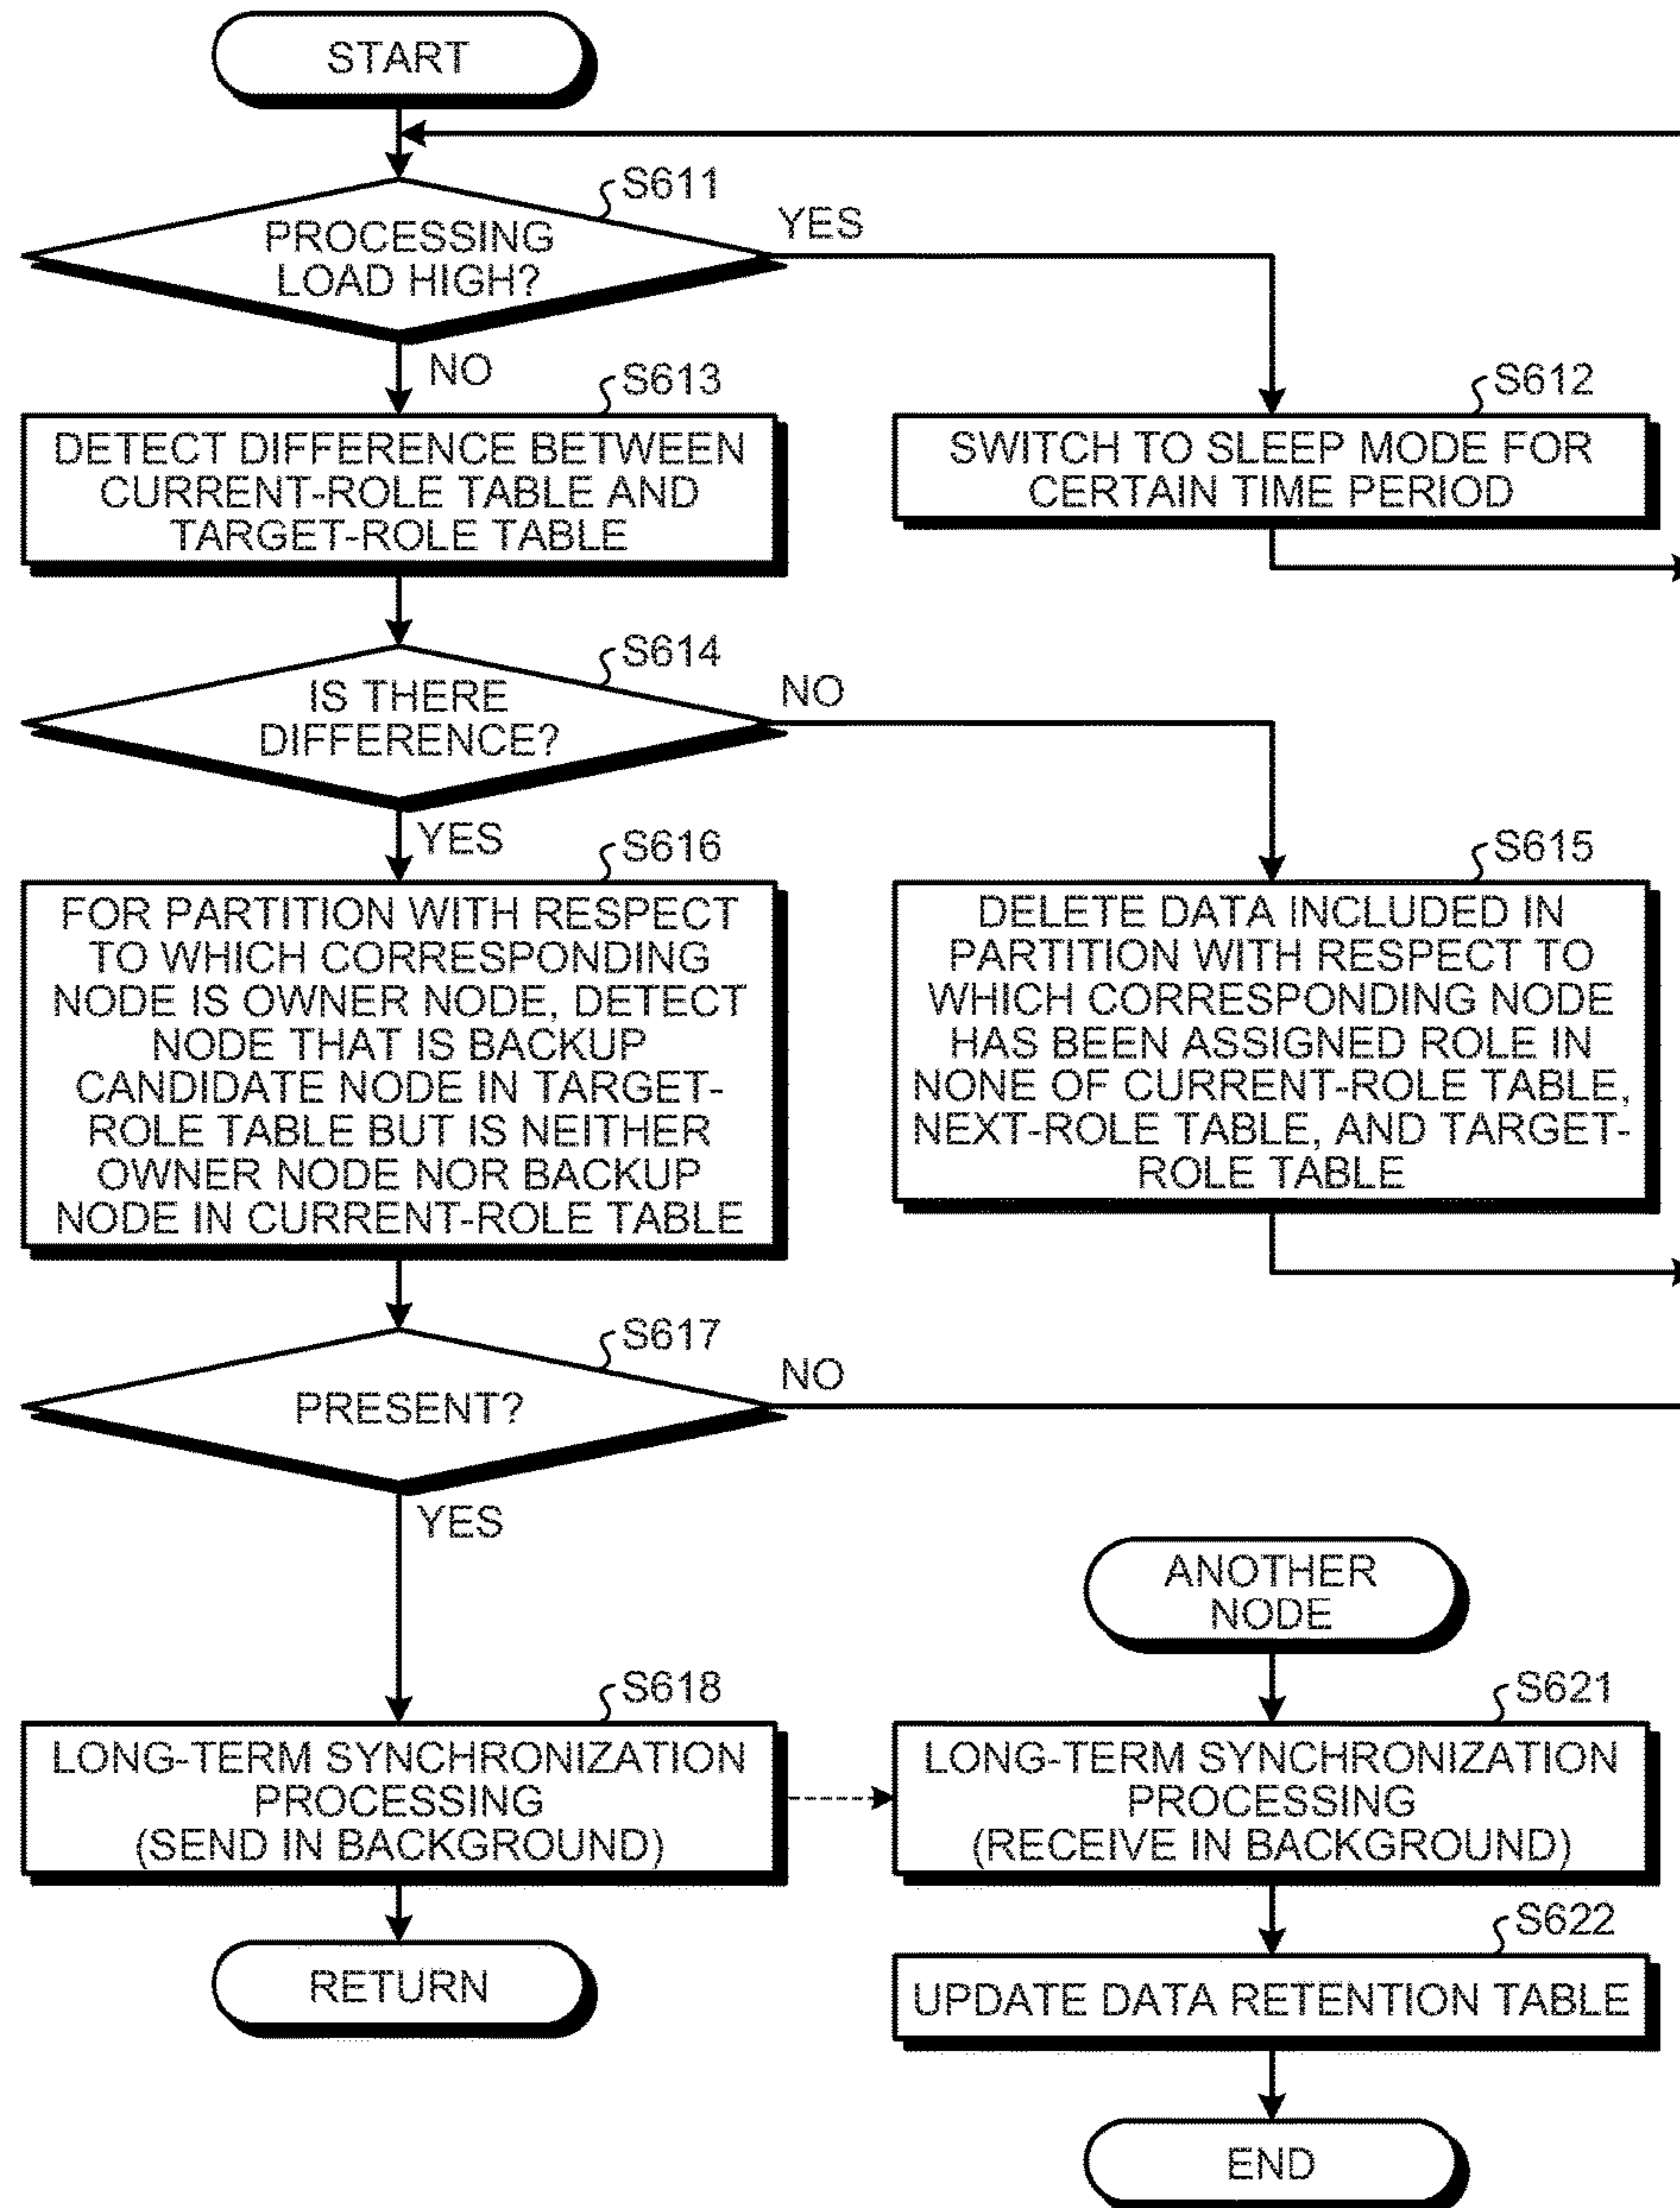 START
S611
PROCESSING
LOAD HIGH?
YES
NO
S613
DETECT DIFFERENCE BETWEEN
CURRENT-ROLE TABLE AND
TARGET-ROLE TABLE
S612
SWITCH TO SLEEP MODE FOR
CERTAIN TIME PERIOD
S614
IS THERE
DIFFERENCE?
NO
YES
S616
FOR PARTITION WITH RESPECT
TO WHICH CORRESPONDING
NODE IS OWNER NODE, DETECT
NODE THAT IS BACKUP
CANDIDATE NODE IN TARGET-
ROLE TABLE BUT IS NEITHER
OWNER NODE NOR BACKUP
NODE IN CURRENT-ROLE TABLE
S615
DELETE DATA INCLUDED IN
PARTITION WITH RESPECT TO
WHICH CORRESPONDING NODE
HAS BEEN ASSIGNED ROLE IN
NONE OF CURRENT-ROLE TABLE,
NEXT-ROLE TABLE, AND TARGET-
ROLE TABLE
S617
PRESENT?
NO
YES
S618
LONG-TERM SYNCHRONIZATION
PROCESSING
(SEND IN BACKGROUND)
RETURN
ANOTHER
NODE
S621
LONG-TERM SYNCHRONIZATION
PROCESSING
(RECEIVE IN BACKGROUND)
S622
UPDATE DATA RETENTION TABLE
END